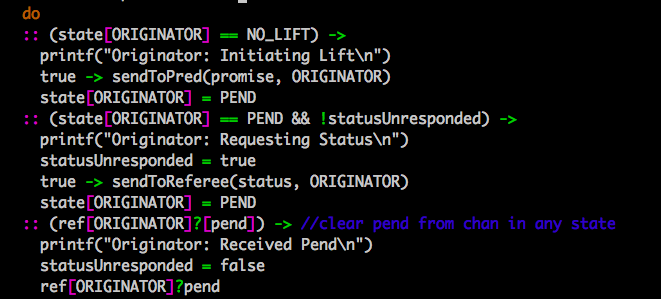 do
:: (state[ORIGINATOR] == NO_LIFT) ->
printf("Originator: Initiating Lift\n")
true -> sendToPred(promise, ORIGINATOR)
state[ORIGINATOR] = PEND
:: (state[ORIGINATOR] == PEND && !statusUnresponded) ->
printf("Originator: Requesting Status\n")
statusUnresponded = true
true -> sendToReferee(status, ORIGINATOR)
state[ORIGINATOR] = PEND
:: (ref[ORIGINATOR]?[pend]) -> //clear pend from chan in any state
printf("Originator: Received Pend\n")
statusUnresponded = false
ref[ORIGINATOR]?pend